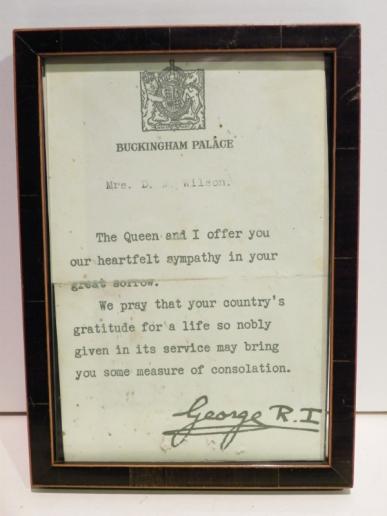 BUCKINGHAM PALACE
Mrs. D. Wilson.
The Queen and I offer you
our heartfelt sympathy in your
great sorrow.
We pray that your country's
gratitude for a life so nobly
given in its service may bring
you some measure of consolation.
George R.I